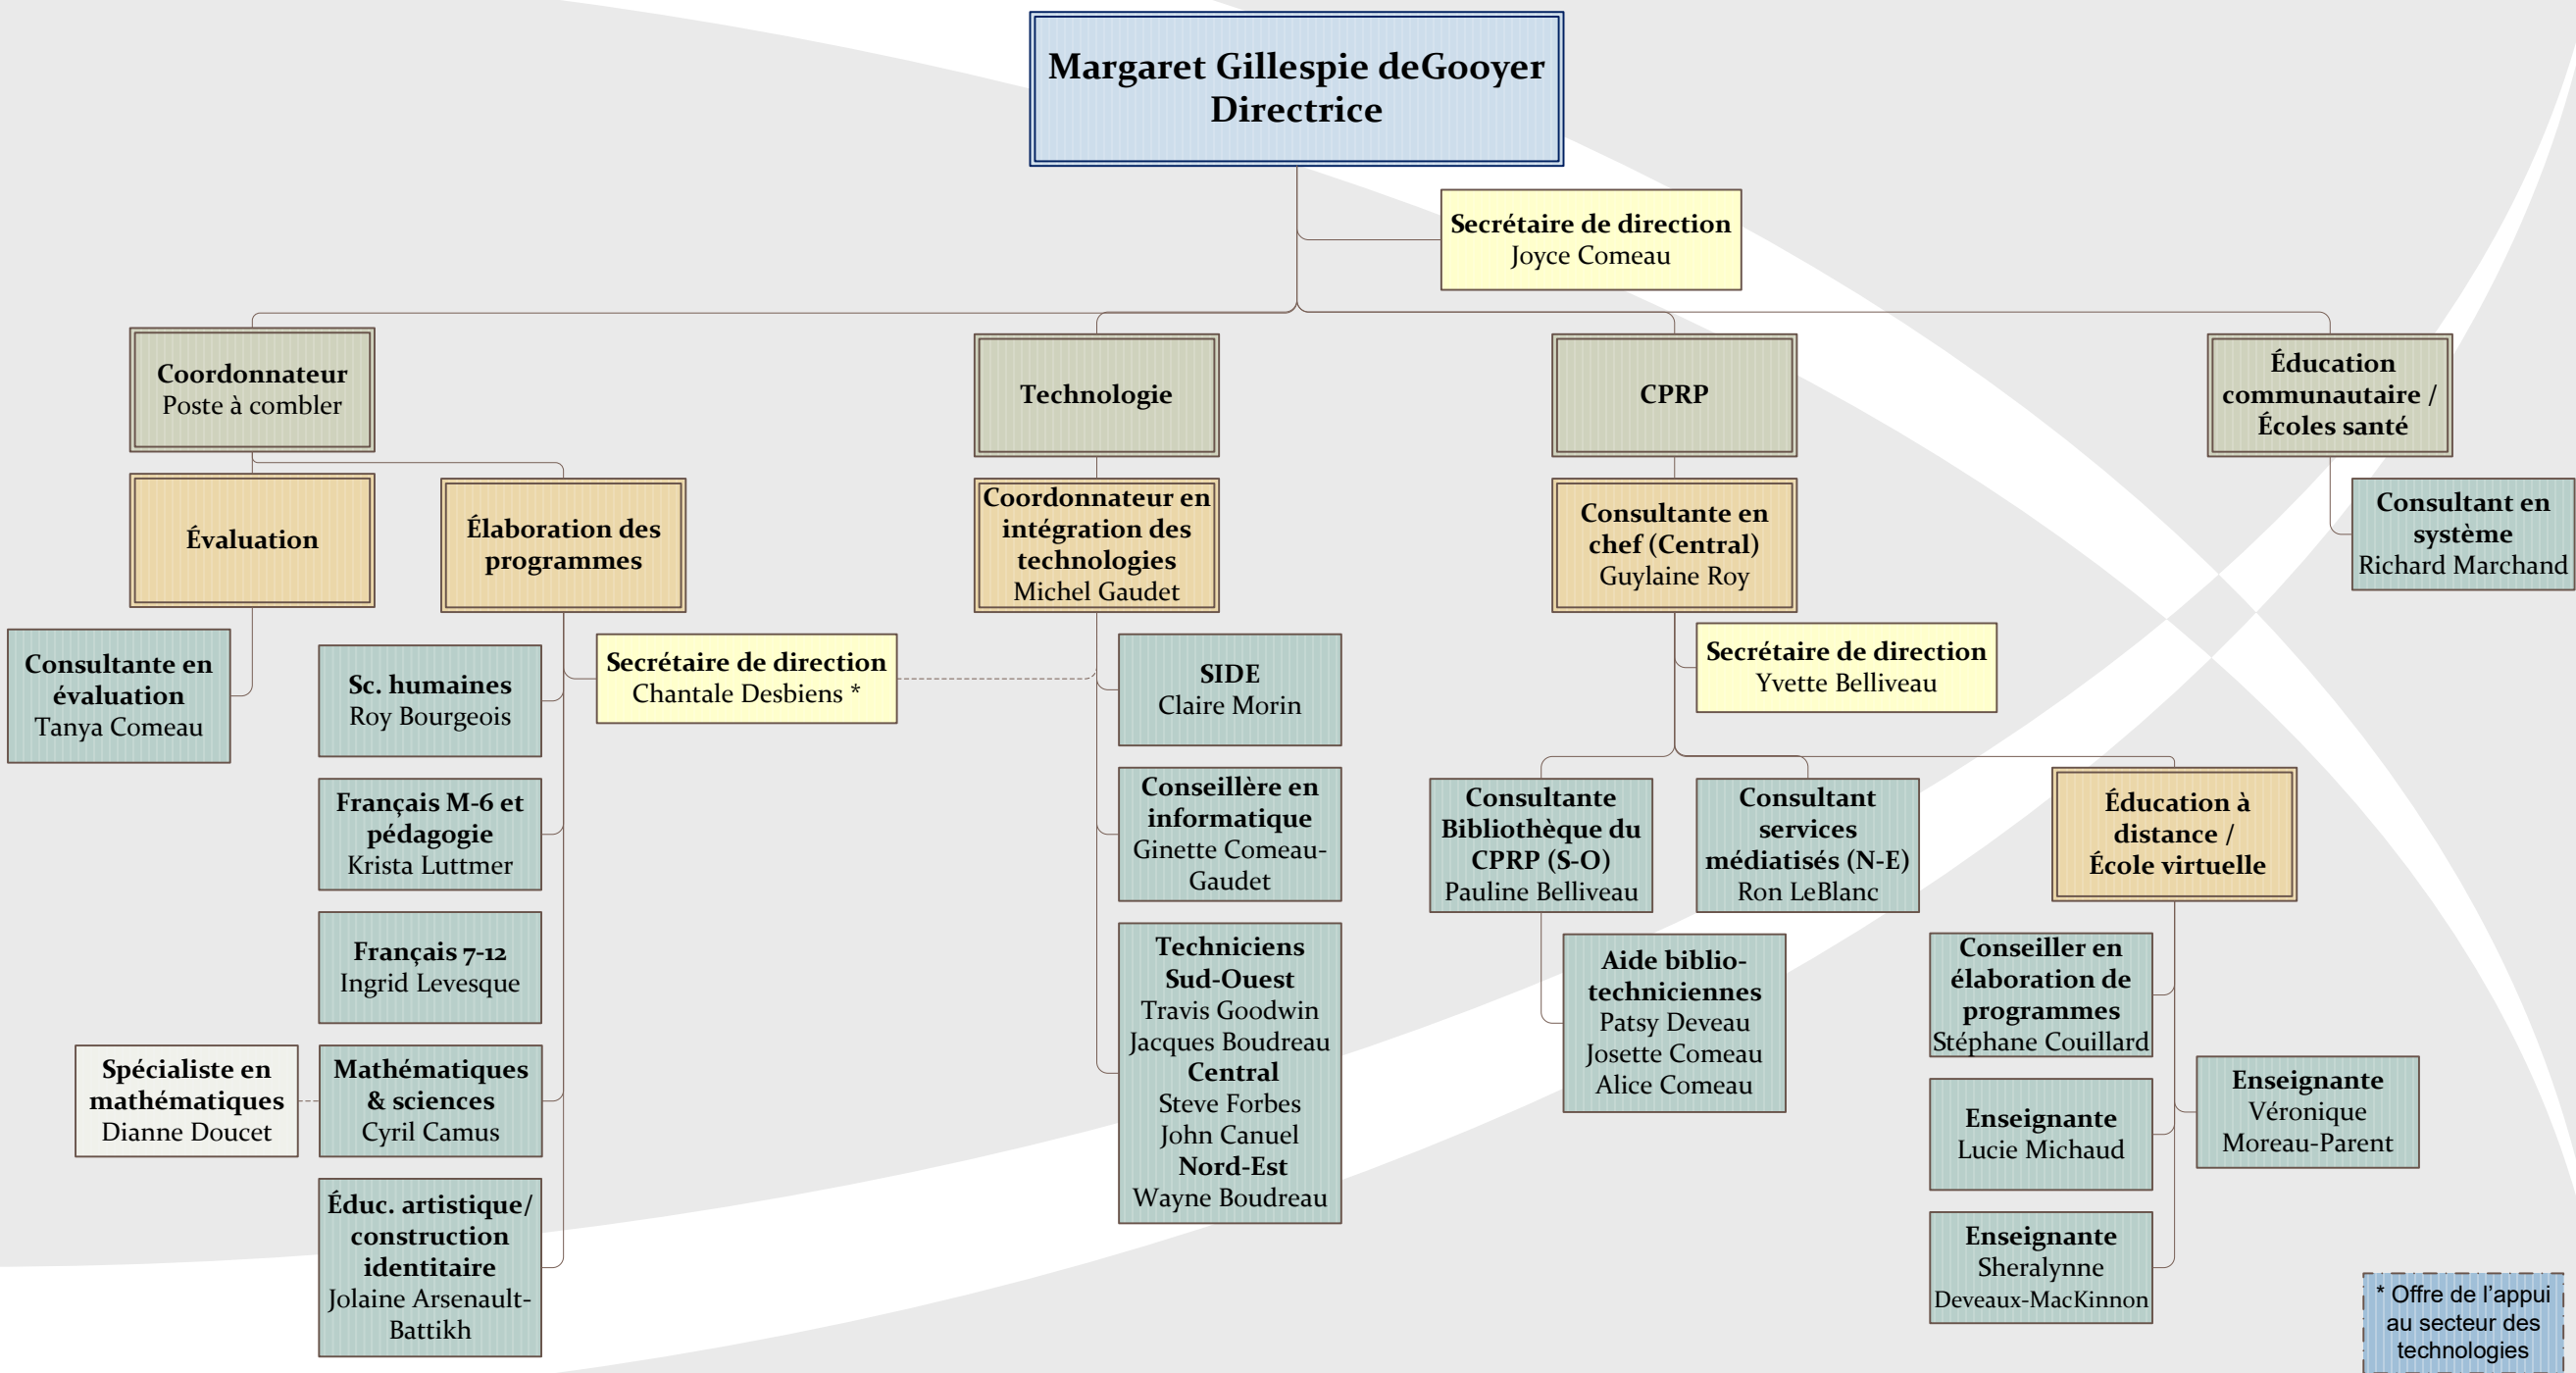 Margaret Gillespie deGooyer
Directrice
Secrétaire de direction
Joyce Comeau
Coordonnateur
Poste à combler
Technologie
CPRP
Éducation
communautaire /
Écoles santé
Évaluation
Élaboration des
programmes
Coordonnateur en
intégration des
technologies
Michel Gaudet
Consultante en
chef (Central)
Guylaine Roy
Consultant en
système
Richard Marchand
Consultante en
évaluation
Tanya Comeau
Sc. humaines
Roy Bourgeois
Secrétaire de direction
Chantale Desbiens *
SIDE
Claire Morin
Secrétaire de direction
Yvette Belliveau
Français M-6 et
pédagogie
Krista Luttmer
Conseillère en
informatique
Ginette Comeau-
Gaudet
Consultante
Bibliothèque du
CPRP (S-O)
Pauline Belliveau
Consultant
services
médiatisés (N-E)
Ron LeBlanc
Éducation à
distance /
École virtuelle
Français 7-12
Ingrid Levesque
Techniciens
Sud-Ouest
Travis Goodwin
Jacques Boudreau
Central
Steve Forbes
John Canuel
Nord-Est
Wayne Boudreau
Aide biblio-
techniciennes
Patsy Deveau
Josette Comeau
Alice Comeau
Conseiller en
élaboration de
programmes
Stéphane Couillard
Spécialiste en
mathématiques
Dianne Doucet
Mathématiques
& sciences
Cyril Camus
Enseignante
Lucie Michaud
Enseignante
Véronique
Moreau-Parent
Éduc. artistique/
construction
identitaire
Jolaine Arsenault-
Battikh
Enseignante
Sheralynne
Deveaux-MacKinnon
* Offre de l’appui
au secteur des
technologies